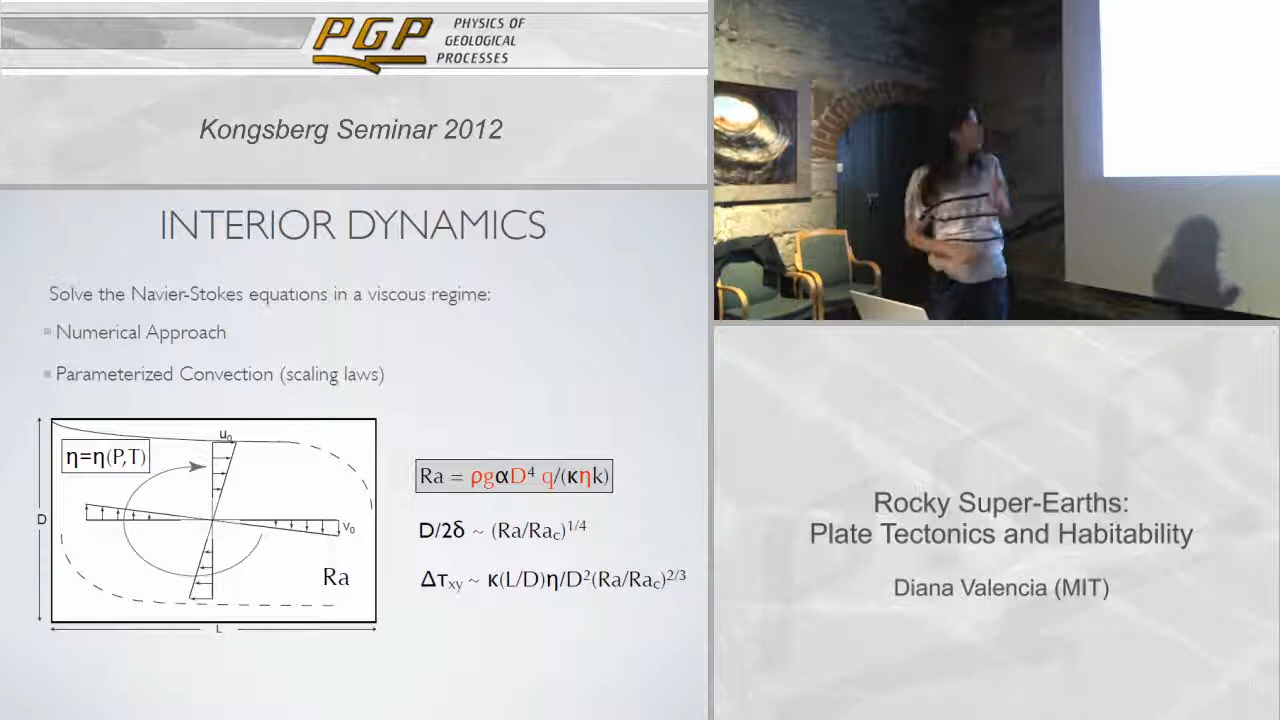 PGP
PHYSICS OF
GEOLOGICAL
PROCESSES
Kongsberg Seminar 2012
INTERIOR DYNAMICS
Solve the Navier-Stokes equations in a viscous regime:
Numerical Approach
Parameterized Convection (scaling laws)
η=η(P,T)
u₀
D
v₀
Ra
L
Ra = ρgαD⁴ q/(κηk)
D/2δ ~ (Ra/Ra_c)^1/4
Δτ_xy ~ κ(L/D)η/D²(Ra/Ra_c)^2/3
Rocky Super-Earths:
Plate Tectonics and Habitability
Diana Valencia (MIT)